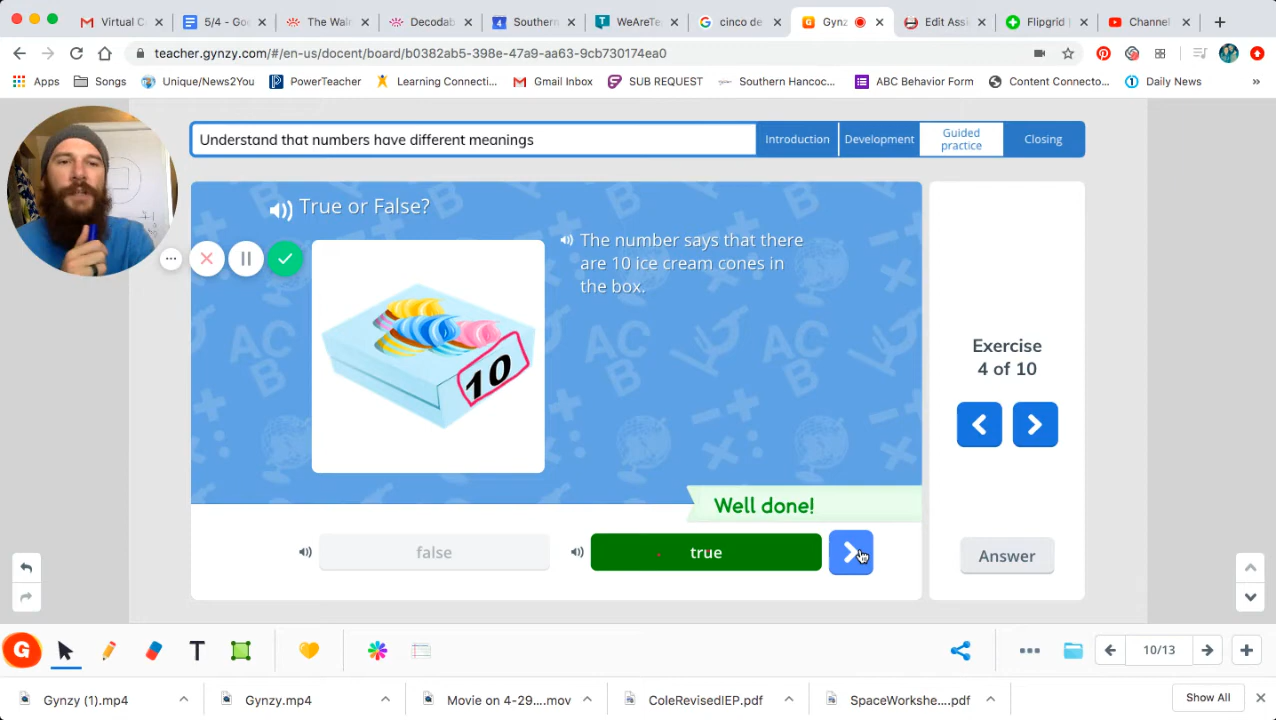 Virtual C
5/4 - Goo
The Wal
Decodab
Southern
WeAreTe
cinco de
Gynz
Edit Assi
Flipgrid
Channel
teacher.gynzy.com/#/en-us/docent/board/b0382ab5-398e-47a9-aa63-9cb730174ea0
Apps
Songs
Unique/News2You
PowerTeacher
Learning Connecti...
Gmail Inbox
SUB REQUEST
Southern Hancoc...
ABC Behavior Form
Content Connecto...
Daily News
»
Understand that numbers have different meanings
Introduction
Development
Guided
practice
Closing
True or False?
The number says that there
are 10 ice cream cones in
the box.
10
Exercise
4 of 10
Well done!
false
true
Answer
G
T
10/13
Gynzy (1).mp4
Gynzy.mp4
Movie on 4-29....mov
ColeRevisedIEP.pdf
SpaceWorkshe....pdf
Show All